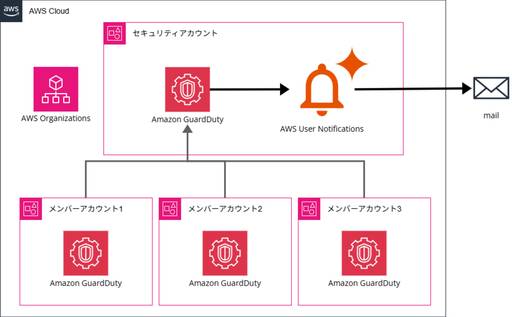 aws
AWS Cloud
セキュリティアカウント
AWS Organizations
Amazon GuardDuty
AWS User Notifications
mail
メンバーアカウント1
メンバーアカウント2
メンバーアカウント3
Amazon GuardDuty
Amazon GuardDuty
Amazon GuardDuty